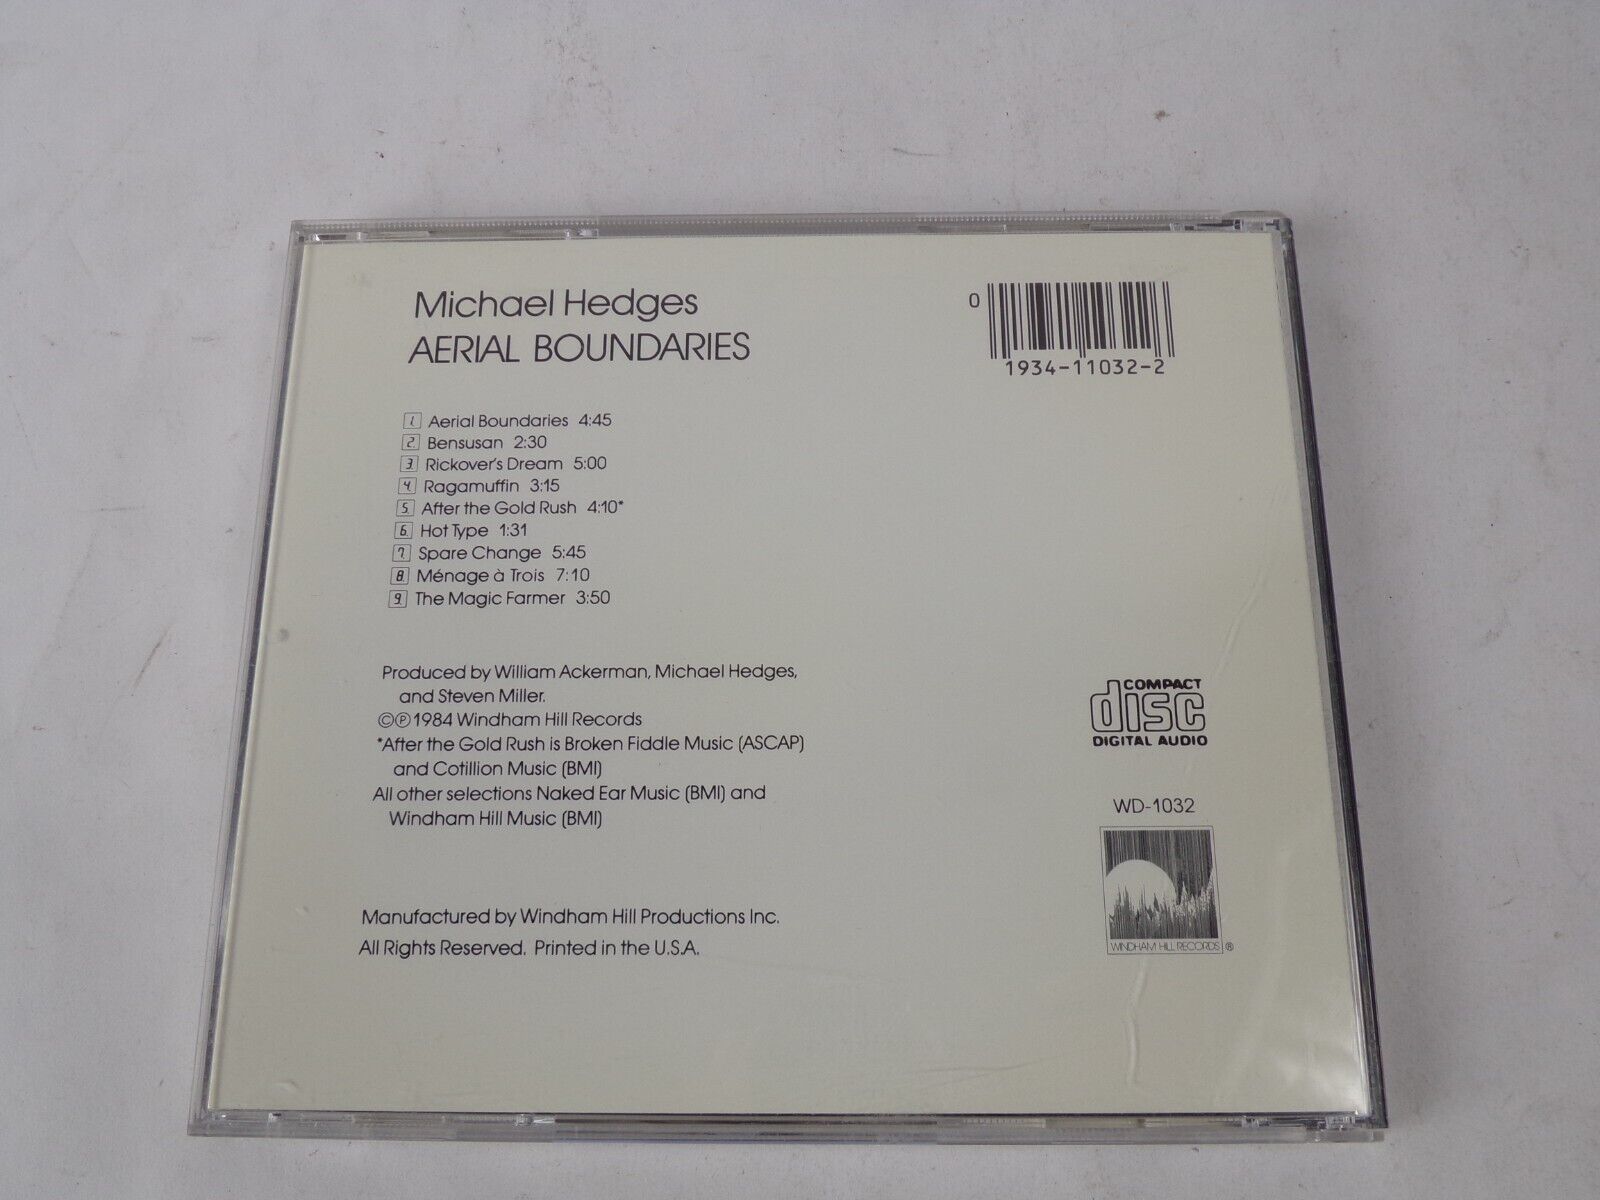 Michael Hedges
AERIAL BOUNDARIES
0
1934-11032-2
1. Aerial Boundaries 4:45
2. Bensusan 2:30
3. Rickover's Dream 5:00
4. Ragamuffin 3:15
5. After the Gold Rush 4:10*
6. Hot Type 1:31
7. Spare Change 5:45
8. Ménage à Trois 7:10
9. The Magic Farmer 3:50
Produced by William Ackerman, Michael Hedges,
and Steven Miller.
©℗1984 Windham Hill Records
*After the Gold Rush is Broken Fiddle Music (ASCAP)
and Cotillion Music (BMI)
All other selections Naked Ear Music (BMI) and
Windham Hill Music (BMI)
COMPACT
disc
DIGITAL AUDIO
WD-1032
WINDHAM HILL RECORDS ®
Manufactured by Windham Hill Productions Inc.
All Rights Reserved. Printed in the U.S.A.